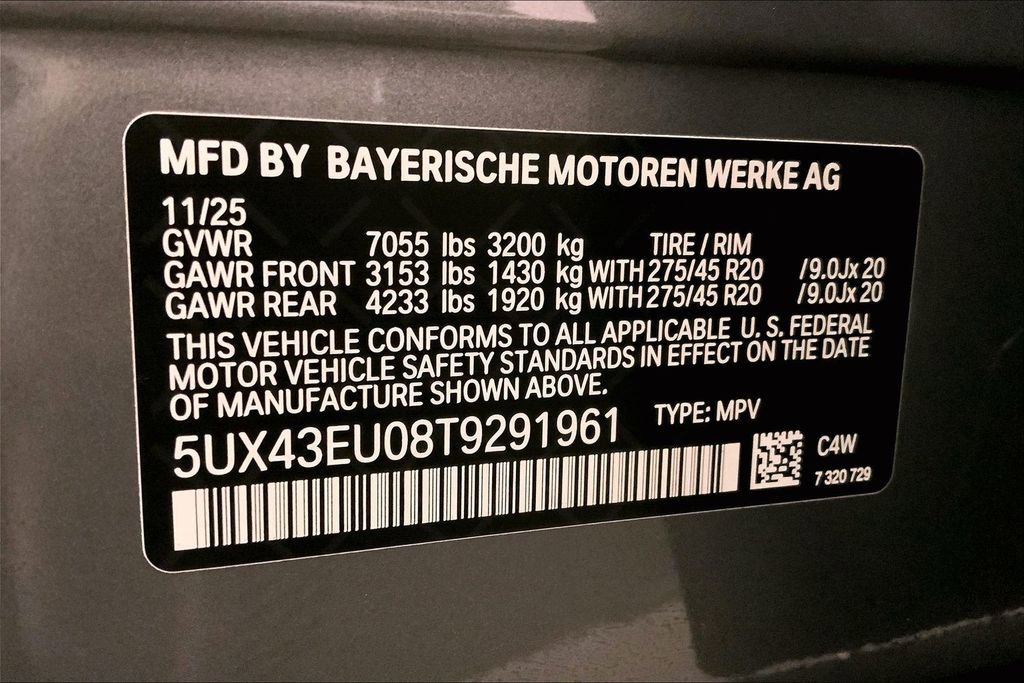 MFD BY BAYERISCHE MOTOREN WERKE AG
11/25
GVWR 7055 lbs 3200 kg TIRE / RIM
GAWR FRONT 3153 lbs 1430 kg WITH 275/45 R20 /9.0Jx 20
GAWR REAR 4233 lbs 1920 kg WITH 275/45 R20 /9.0Jx 20
THIS VEHICLE CONFORMS TO ALL APPLICABLE U. S. FEDERAL
MOTOR VEHICLE SAFETY STANDARDS IN EFFECT ON THE DATE
OF MANUFACTURE SHOWN ABOVE.
5UX43EU08T9291961 TYPE: MPV
C4W
7 320 729